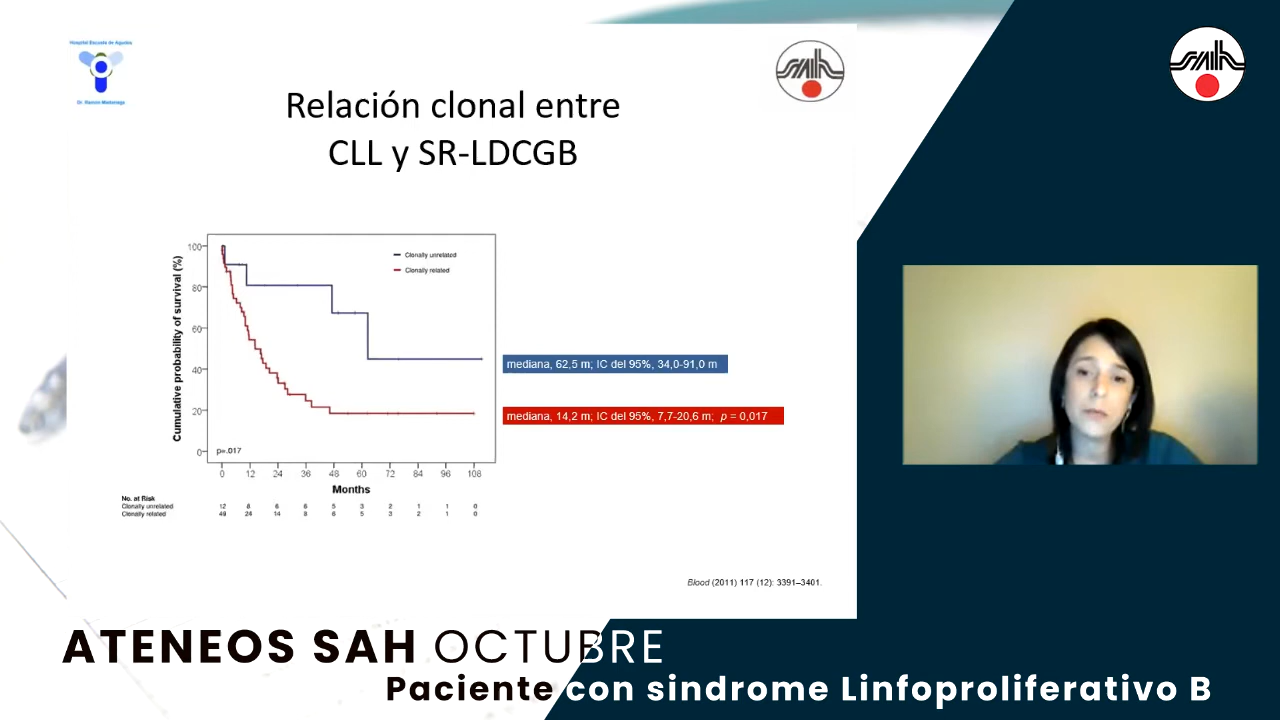 Hospital Escuela de Agudos
Dr. Ramón Madariaga
Relación clonal entre
CLL y SR-LDCGB
Cumulative probability of survival (%)
100
80
60
40
20
0
Clonally unrelated
Clonally related
p=.017
0 12 24 36 48 60 72 84 96 108
Months
mediana, 62,5 m; IC del 95%, 34,0-91,0 m
mediana, 14,2 m; IC del 95%, 7,7-20,6 m; p = 0,017
No. at Risk
Clonally unrelated 12 8 6 6 5 3 2 1 1 0
Clonally related 48 24 14 8 6 5 3 2 1 0
Blood (2011) 117 (12): 3391–3401.
ATENEOS SAH OCTUBRE
Paciente con sindrome Linfoproliferativo B